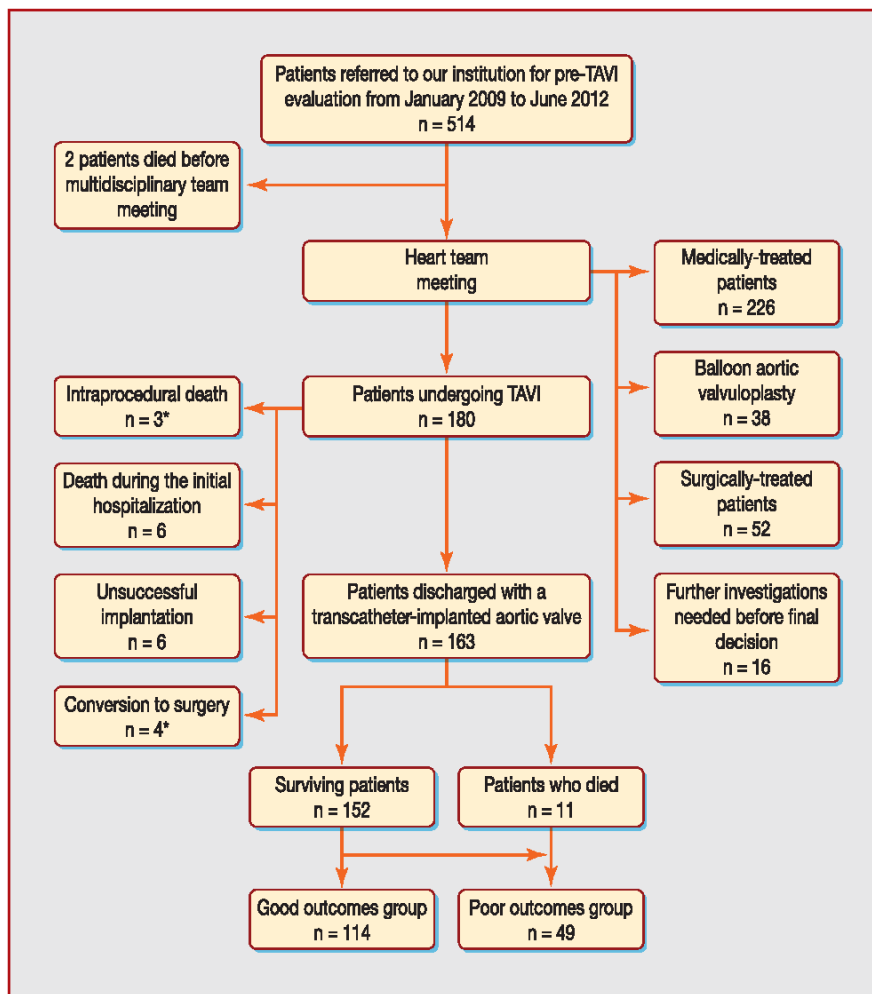 Patients referred to our institution for pre-TAVI
evaluation from January 2009 to June 2012
n = 514
2 patients died before
multidisciplinary team
meeting
Heart team
meeting
Medically-treated
patients
n = 226
Balloon aortic
valvuloplasty
n = 38
Surgically-treated
patients
n = 52
Further investigations
needed before final
decision
n = 16
Patients undergoing TAVI
n = 180
Intraprocedural death
n = 3*
Death during the initial
hospitalization
n = 6
Unsuccessful
implantation
n = 6
Conversion to surgery
n = 4*
Patients discharged with a
transcatheter-implanted aortic valve
n = 163
Surviving patients
n = 152
Patients who died
n = 11
Good outcomes group
n = 114
Poor outcomes group
n = 49